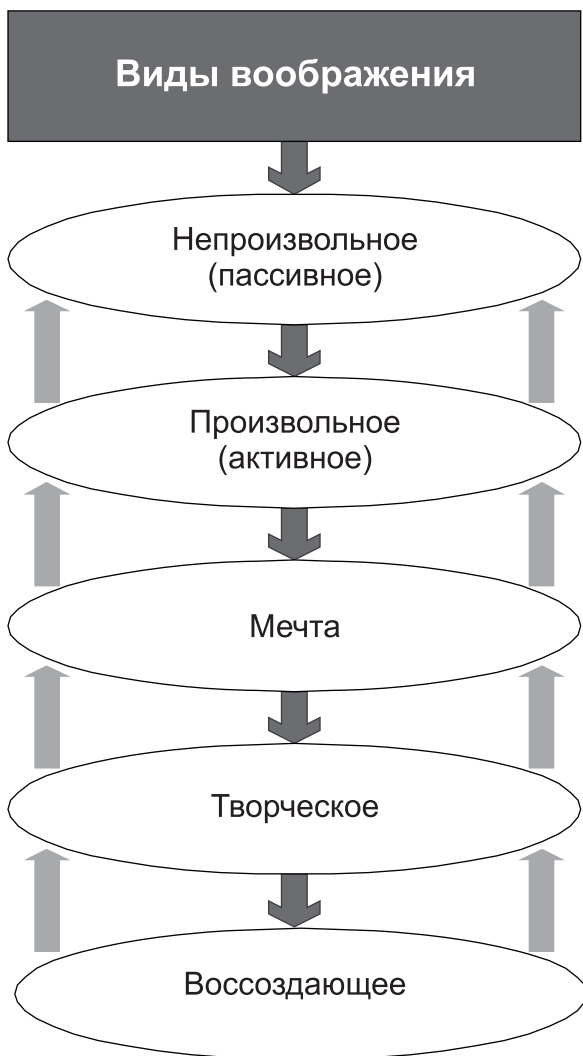 Виды воображения
Непроизвольное
(пассивное)
Произвольное
(активное)
Мечта
Творческое
Воссоздающее